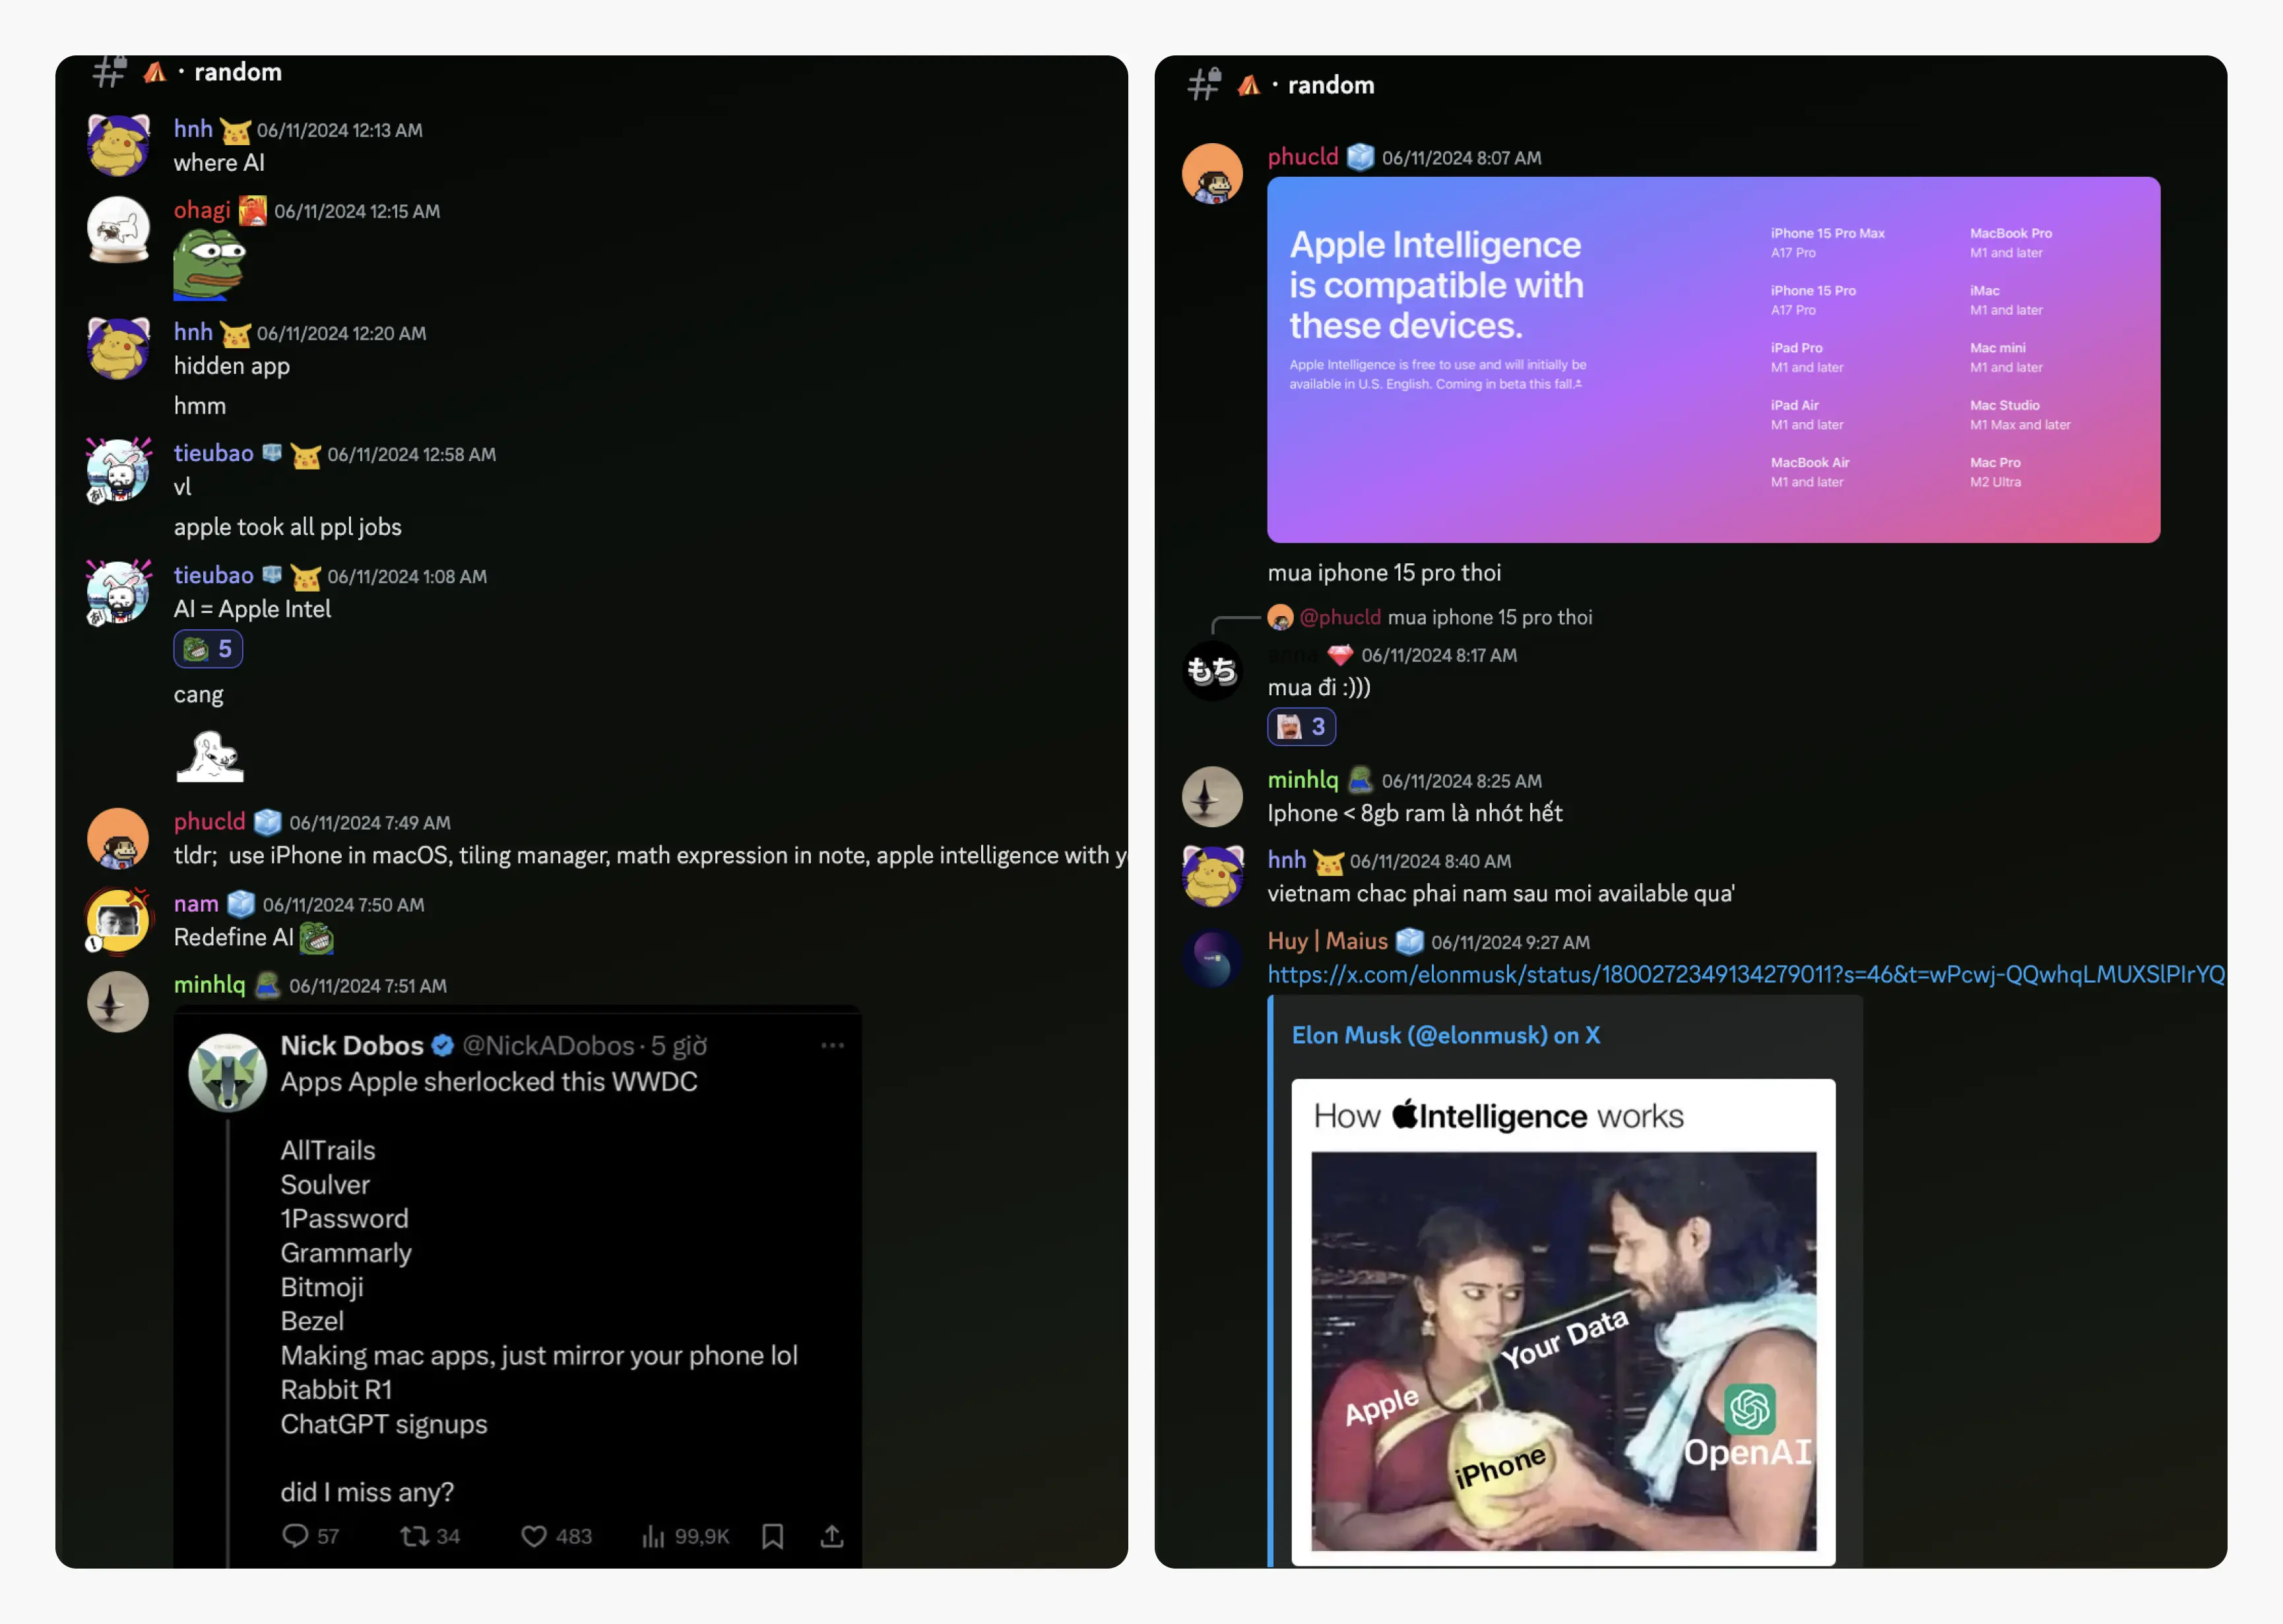 · random
hnh 06/11/2024 12:13 AM
where AI
ohagi 06/11/2024 12:15 AM
hnh 06/11/2024 12:20 AM
hidden app
hmm
tieubao 06/11/2024 12:58 AM
vl
apple took all ppl jobs
tieubao 06/11/2024 1:08 AM
AI = Apple Intel
5
cang
phucld 06/11/2024 7:49 AM
tldr; use iPhone in macOS, tiling manager, math expression in note, apple intelligence with y
nam 06/11/2024 7:50 AM
Redefine AI
minhlq 06/11/2024 7:51 AM
Nick Dobos @NickADobos · 5 giờ
Apps Apple sherlocked this WWDC
AllTrails
Soulver
1Password
Grammarly
Bitmoji
Bezel
Making mac apps, just mirror your phone lol
Rabbit R1
ChatGPT signups
did I miss any?
57 34 483 99,9K
· random
phucld 06/11/2024 8:07 AM
Apple Intelligence
is compatible with
these devices.
Apple Intelligence is free to use and will initially be
available in U.S. English. Coming in beta this fall.
iPhone 15 Pro Max
A17 Pro
iPhone 15 Pro
A17 Pro
iPad Pro
M1 and later
iPad Air
M1 and later
MacBook Air
M1 and later
MacBook Pro
M1 and later
iMac
M1 and later
Mac mini
M1 and later
Mac Studio
M1 Max and later
Mac Pro
M2 Ultra
mua iphone 15 pro thoi
@phucld mua iphone 15 pro thoi
もち
anna 06/11/2024 8:17 AM
mua đi :)))
3
minhlq 06/11/2024 8:25 AM
Iphone < 8gb ram là nhót hết
hnh 06/11/2024 8:40 AM
vietnam chac phai nam sau moi available qua'
Huy | Maius 06/11/2024 9:27 AM
https://x.com/elonmusk/status/1800272349134279011?s=46&t=wPcwj-QQwhqLMUXSlPIrYQ
Elon Musk (@elonmusk) on X
How Intelligence works
Your Data
Apple
iPhone
OpenAI